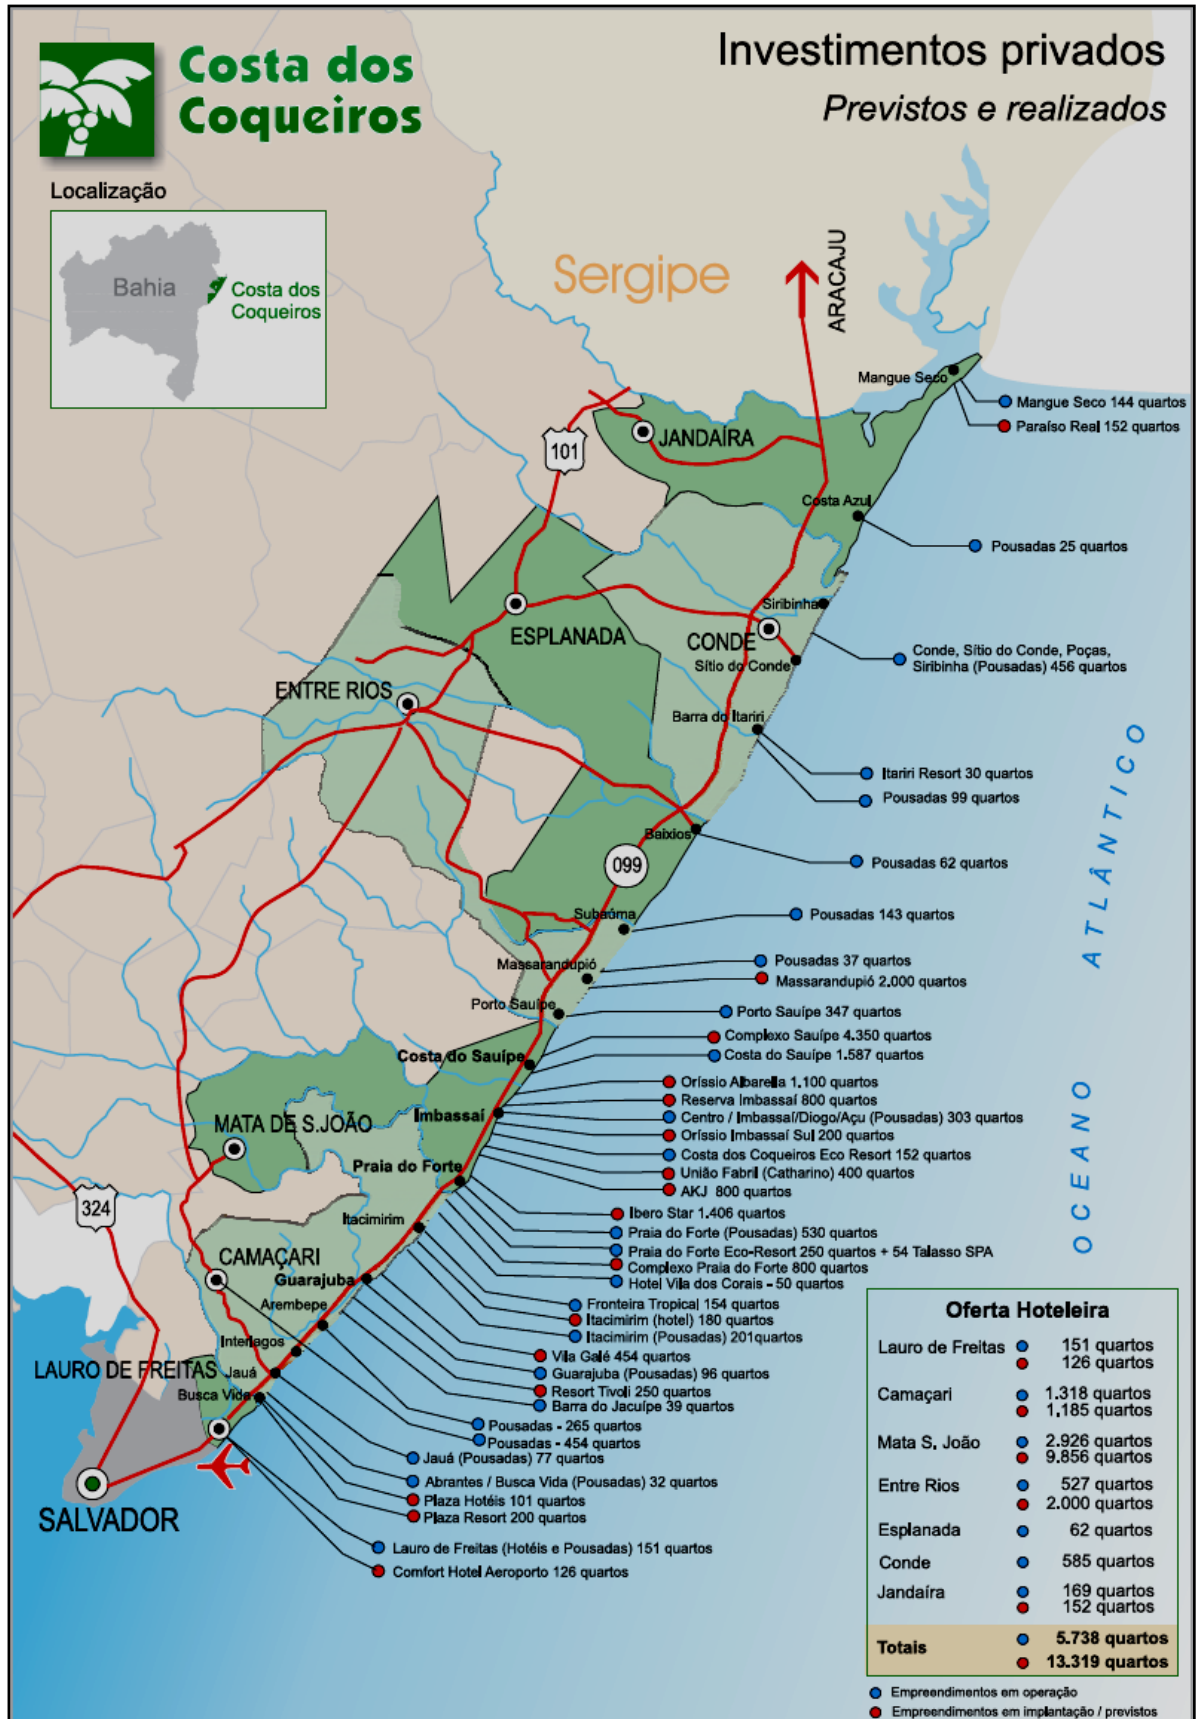 Costa dos
Coqueiros
Investimentos privados
Previstos e realizados
Localização
Bahia
Costa dos
Coqueiros
Sergipe
ARACAJU
Mangue Seco
Mangue Seco 144 quartos
Paraíso Real 152 quartos
JANDAÍRA
101
Costa Azul
Pousadas 25 quartos
Siribinha
ESPLANADA
CONDE
Sítio do Conde
Conde, Sítio do Conde, Poças,
Siribinha (Pousadas) 456 quartos
ENTRE RIOS
Barra do Itariri
Itariri Resort 30 quartos
Pousadas 99 quartos
Baixios
Pousadas 62 quartos
099
Subaúma
Pousadas 143 quartos
Massarandupió
Pousadas 37 quartos
Massarandupió 2.000 quartos
Porto Sauípe
Porto Sauípe 347 quartos
Complexo Sauípe 4.350 quartos
Costa do Sauípe
Costa do Sauípe 1.587 quartos
Oríssio Albarella 1.100 quartos
Reserva Imbassaí 800 quartos
Imbassaí
Centro / Imbassaí/Diogo/Açu (Pousadas) 303 quartos
MATA DE S.JOÃO
Oríssio Imbassaí Sul 200 quartos
Costa dos Coqueiros Eco Resort 152 quartos
Praia do Forte
União Fabril (Catharino) 400 quartos
AKJ 800 quartos
324
Itacimirim
Ibero Star 1.406 quartos
Praia do Forte (Pousadas) 530 quartos
Praia do Forte Eco-Resort 250 quartos + 54 Talasso SPA
CAMAÇARI
Complexo Praia do Forte 800 quartos
Guarajuba
Hotel Vila dos Corais - 50 quartos
Arembepe
Fronteira Tropical 154 quartos
Itacimirim (hotel) 180 quartos
Interlagos
Itacimirim (Pousadas) 201quartos
Vila Galé 454 quartos
LAURO DE FREITAS
Jauá
Guarajuba (Pousadas) 96 quartos
Busca Vida
Resort Tivoli 250 quartos
Barra do Jacuípe 39 quartos
Pousadas - 265 quartos
Pousadas - 454 quartos
Jauá (Pousadas) 77 quartos
Abrantes / Busca Vida (Pousadas) 32 quartos
Plaza Hotéis 101 quartos
Plaza Resort 200 quartos
SALVADOR
Lauro de Freitas (Hotéis e Pousadas) 151 quartos
Comfort Hotel Aeroporto 126 quartos
OCEANO ATLÂNTICO
Oferta Hoteleira
Lauro de Freitas 151 quartos
126 quartos
Camaçari 1.318 quartos
1.185 quartos
Mata S. João 2.926 quartos
9.856 quartos
Entre Rios 527 quartos
2.000 quartos
Esplanada 62 quartos
Conde 585 quartos
Jandaíra 169 quartos
152 quartos
Totais 5.738 quartos
13.319 quartos
Empreendimentos em operação
Empreendimentos em implantação / previstos